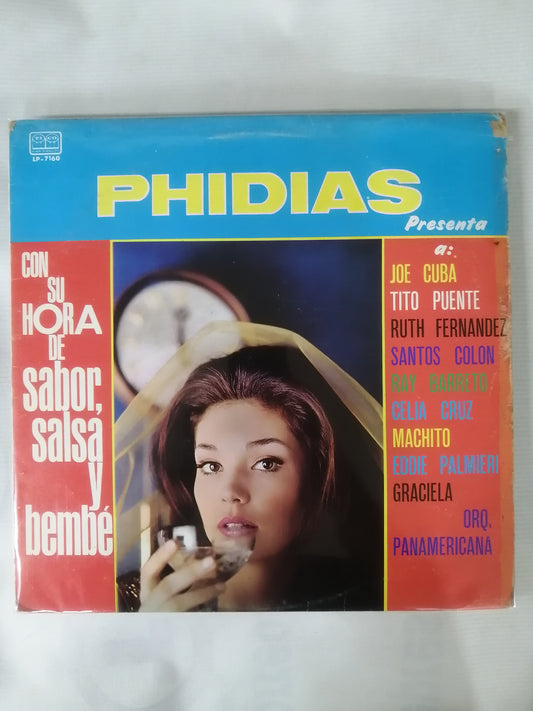 LP-7160
PHIDIAS
Presenta
a:
CON
SU
HORA
DE
sabor,
salsa
y
bembé
JOE CUBA
TITO PUENTE
RUTH FERNANDEZ
SANTOS COLON
RAY BARRETO
CELIA CRUZ
MACHITO
EDDIE PALMIERI
GRACIELA
ORQ.
PANAMERICANA